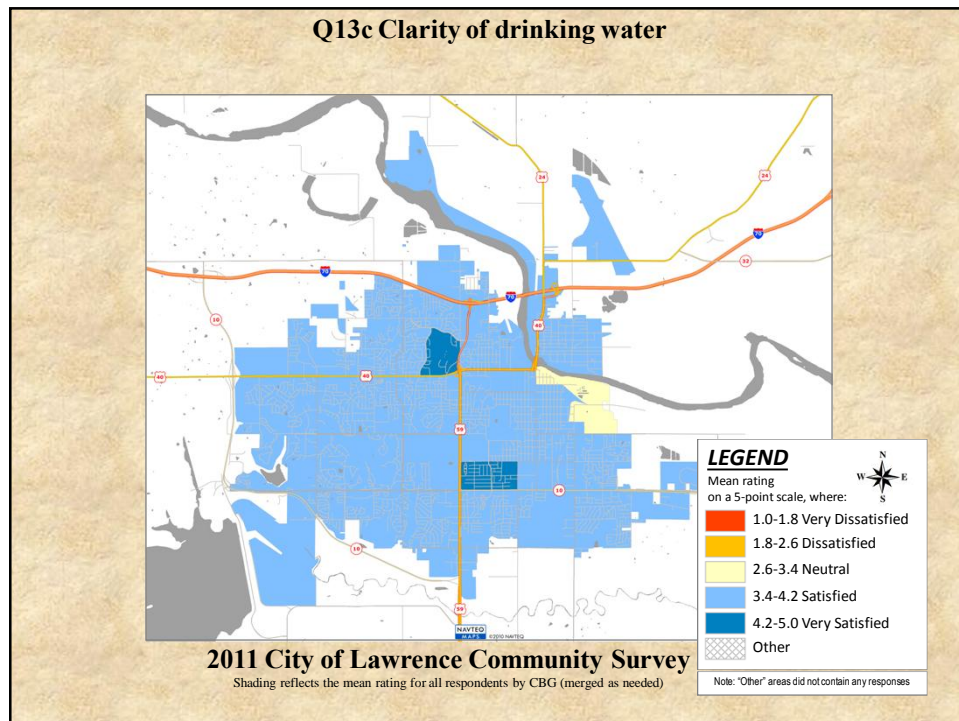 Q13c Clarity of drinking water
24
24
70
32
70
70
10
40
40
40
59
10
10
59
NAVTEQ
MAPS
©2010 NAVTEQ
LEGEND
Mean rating
on a 5-point scale, where:
N
W E
S
1.0-1.8 Very Dissatisfied
1.8-2.6 Dissatisfied
2.6-3.4 Neutral
3.4-4.2 Satisfied
4.2-5.0 Very Satisfied
Other
Note: “Other” areas did not contain any responses
2011 City of Lawrence Community Survey
Shading reflects the mean rating for all respondents by CBG (merged as needed)